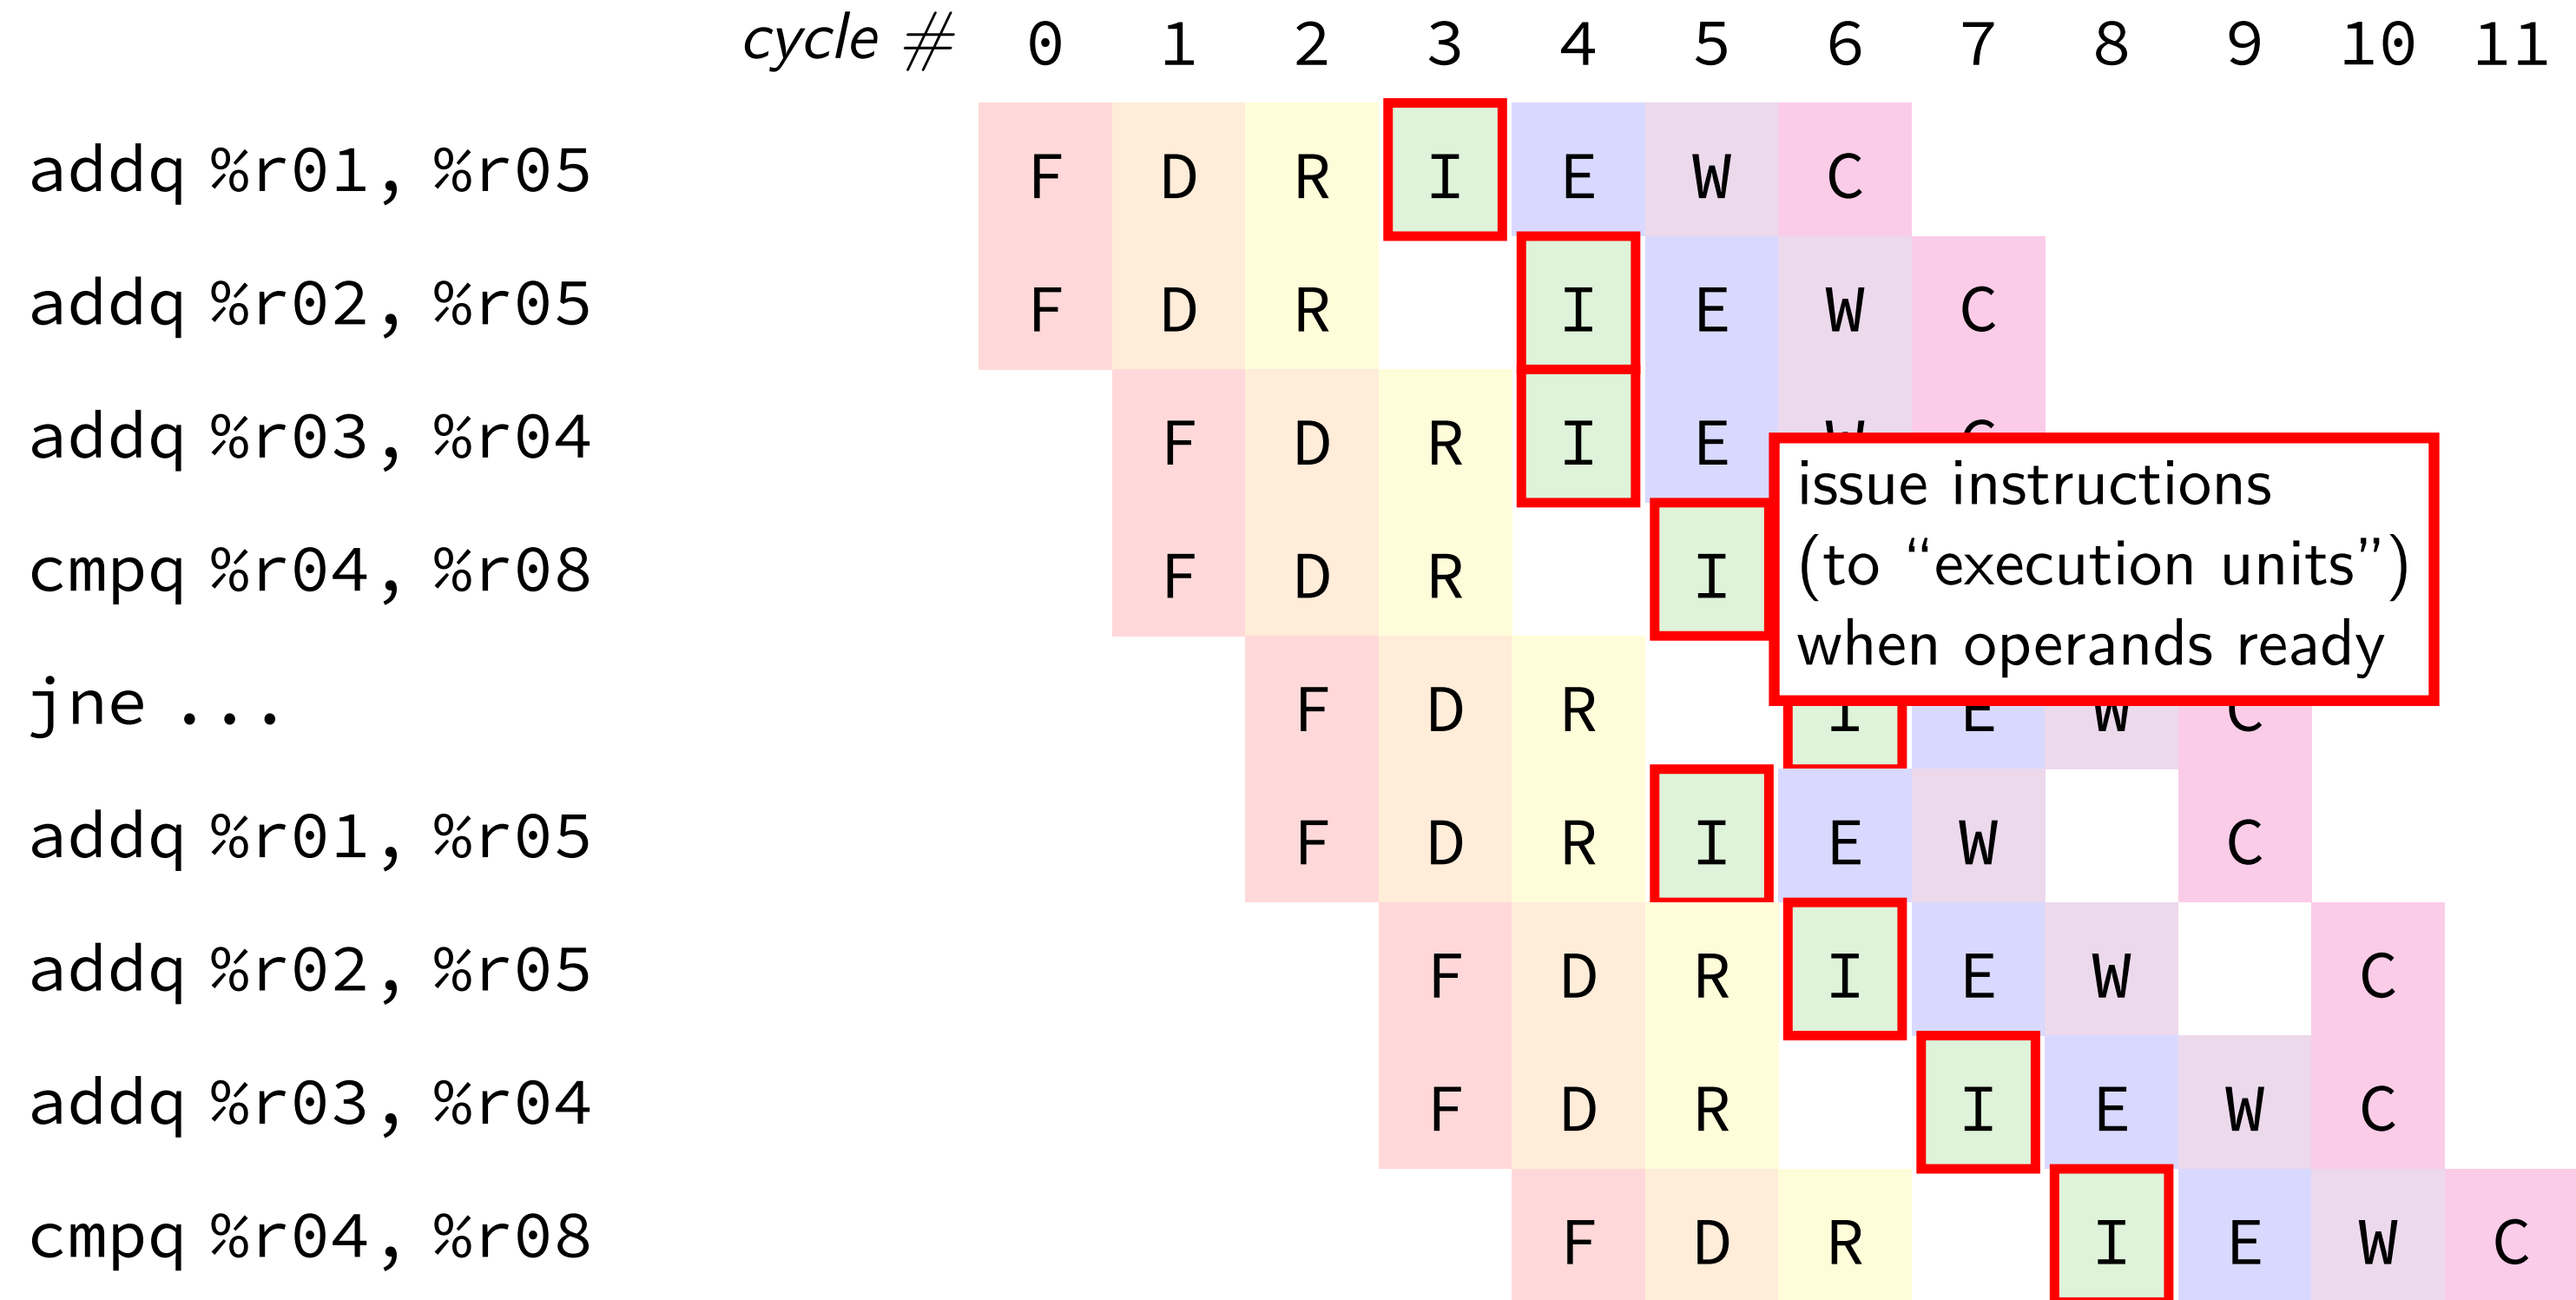 cycle # 0 1 2 3 4 5 6 7 8 9 10 11
addq %r01, %r05 F D R I E W C
addq %r02, %r05 F D R I E W C
addq %r03, %r04 F D R I E W C
cmpq %r04, %r08 F D R I
issue instructions
(to “execution units”)
when operands ready
jne ... F D R I E W C
addq %r01, %r05 F D R I E W C
addq %r02, %r05 F D R I E W C
addq %r03, %r04 F D R I E W C
cmpq %r04, %r08 F D R I E W C